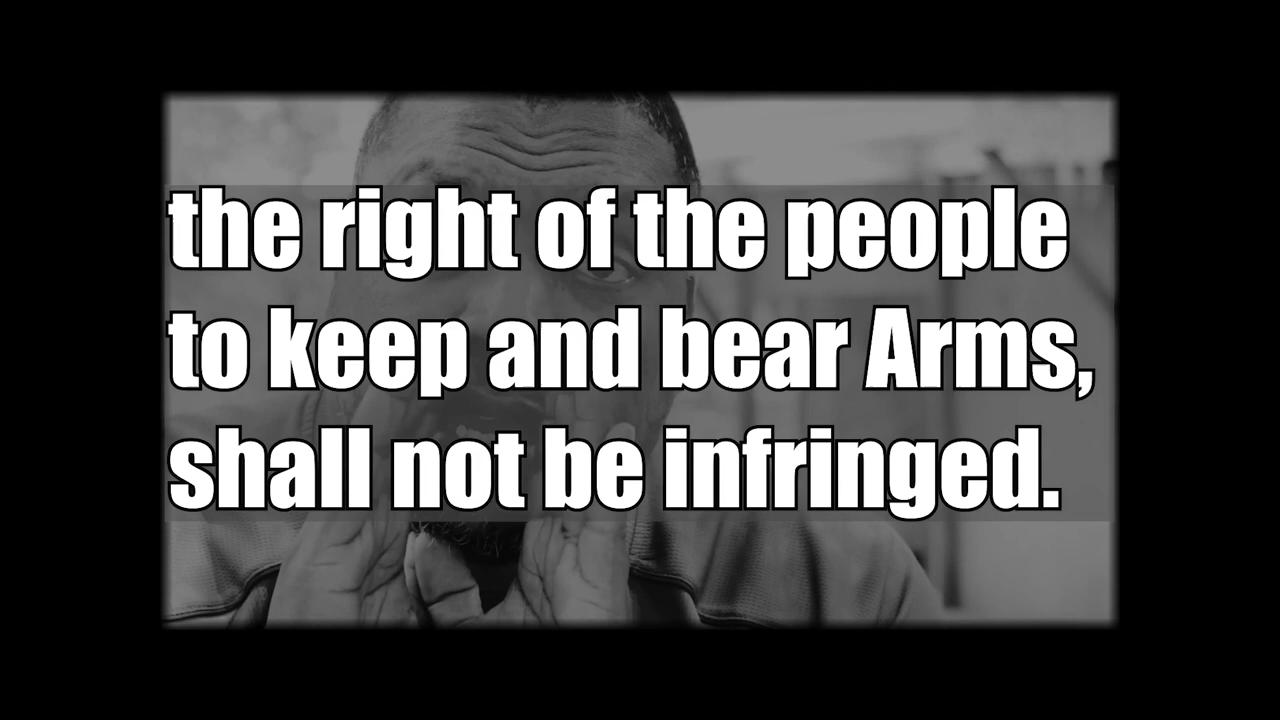 the right of the people
to keep and bear Arms,
shall not be infringed.